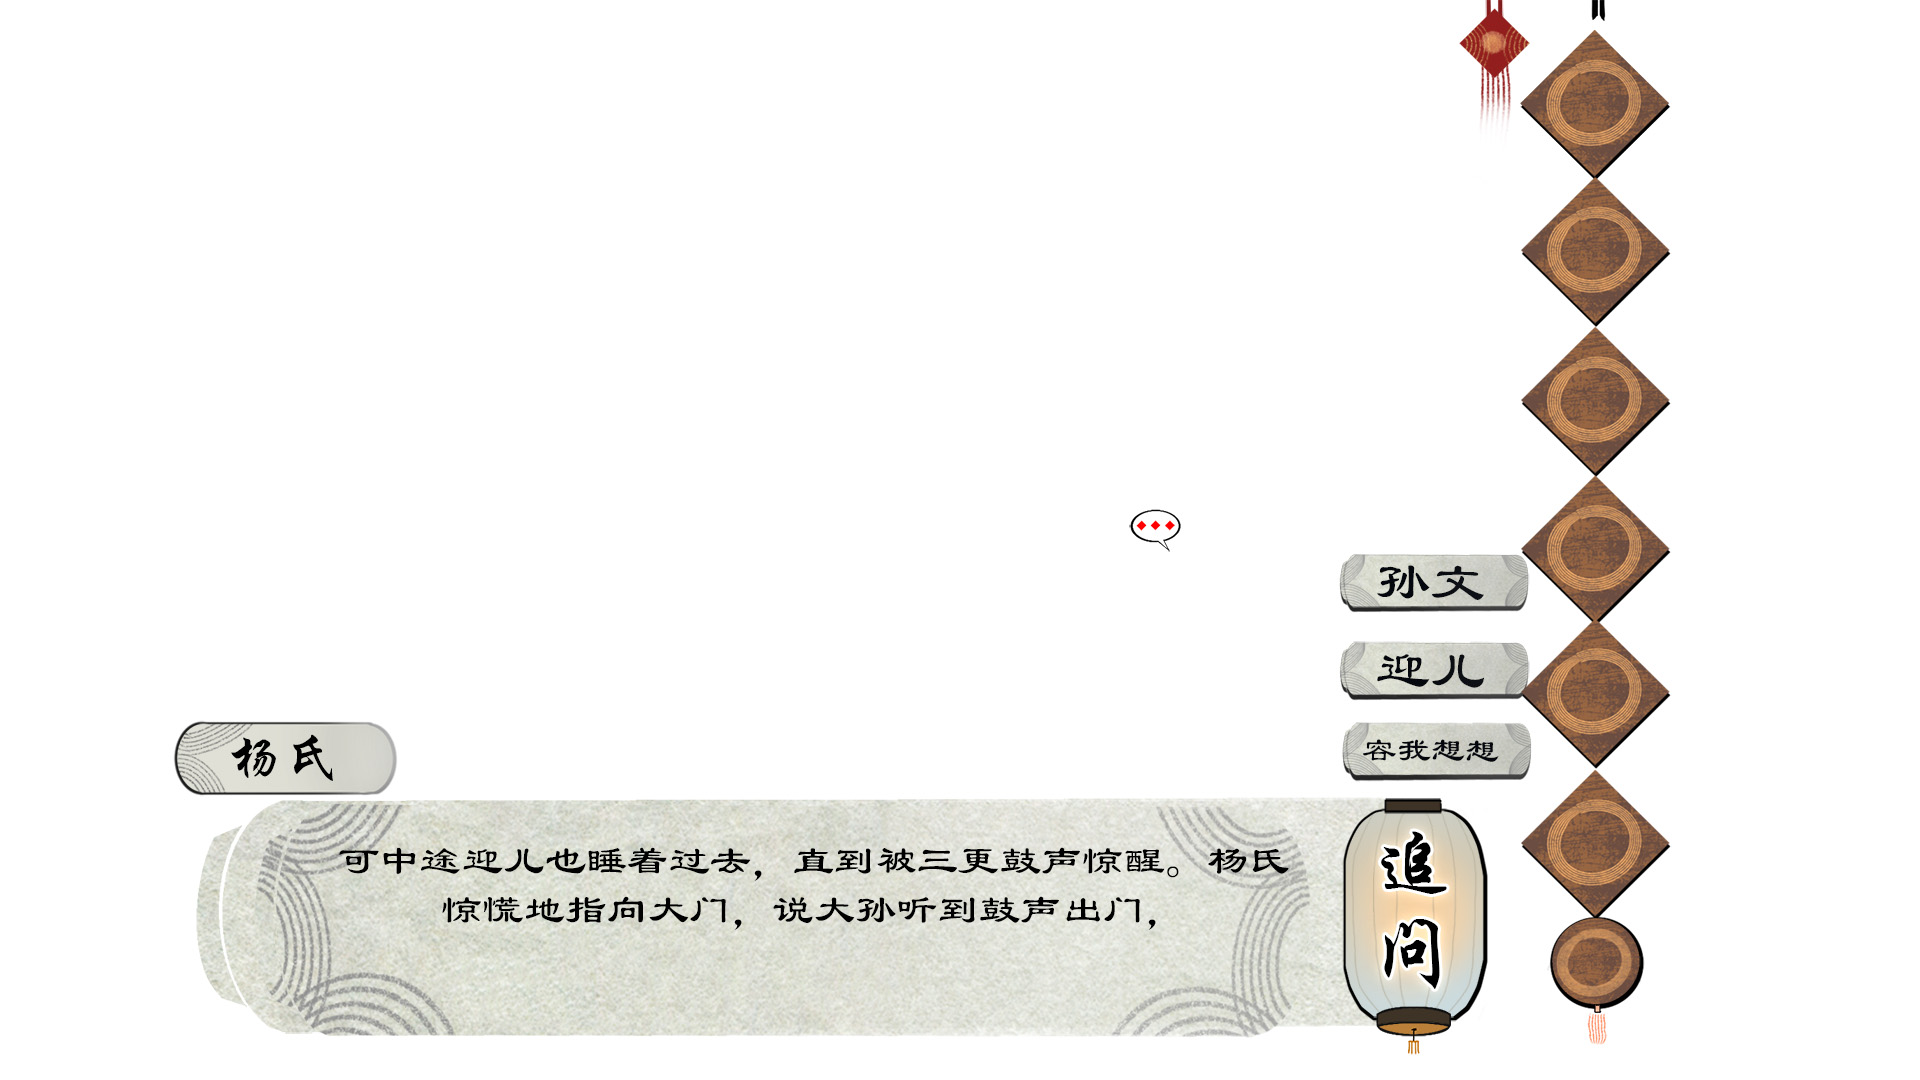 孙文
迎儿
容我想想
杨氏
可中途迎儿也睡着过去，直到被三更鼓声惊醒。杨氏
惊慌地指向大门，说大孙听到鼓声出门，
追问